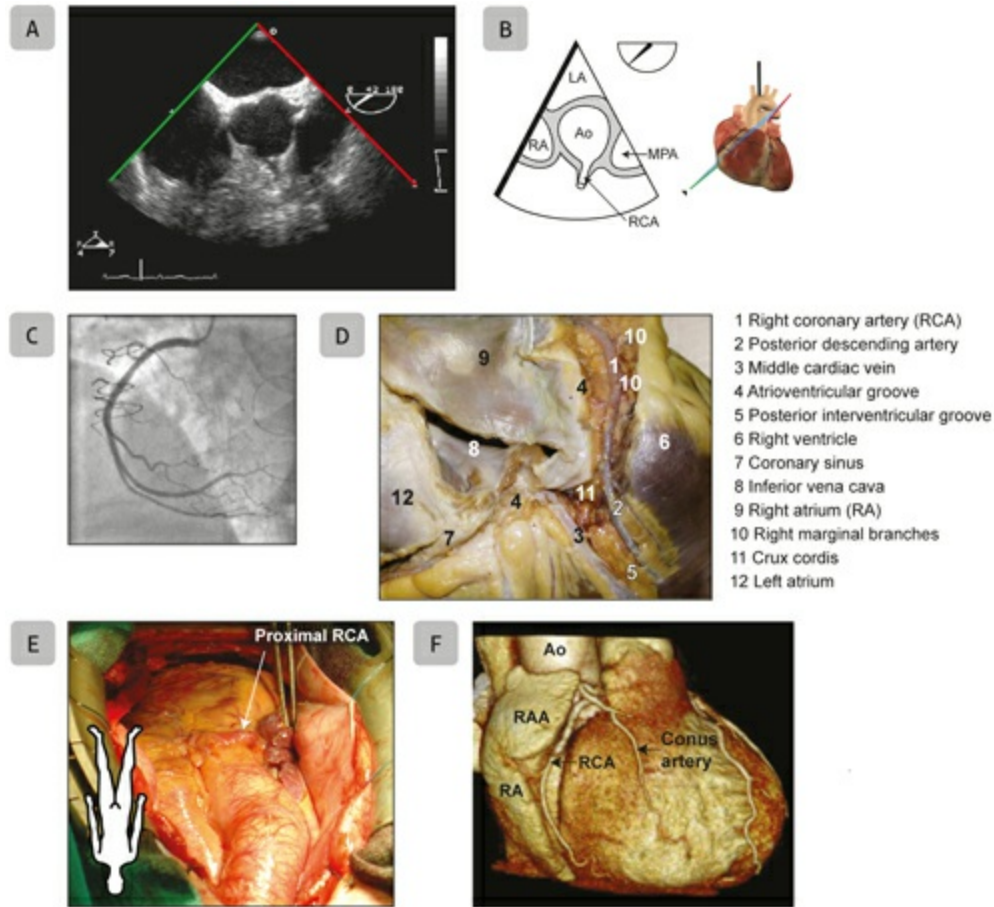 A
0 42 180
B
LA
RA
Ao
MPA
RCA
C
D
10
9
1
4
10
6
8
11
12
4
2
7
3
5
1 Right coronary artery (RCA)
2 Posterior descending artery
3 Middle cardiac vein
4 Atrioventricular groove
5 Posterior interventricular groove
6 Right ventricle
7 Coronary sinus
8 Inferior vena cava
9 Right atrium (RA)
10 Right marginal branches
11 Crux cordis
12 Left atrium
E
Proximal RCA
F
Ao
RAA
Conus
RCA
artery
RA